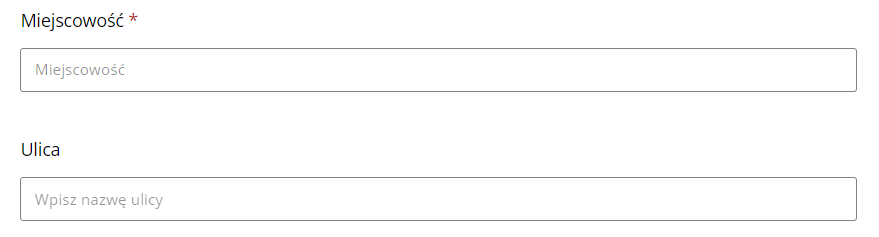 Miejscowość *
Miejscowość
Ulica
Wpisz nazwę ulicy